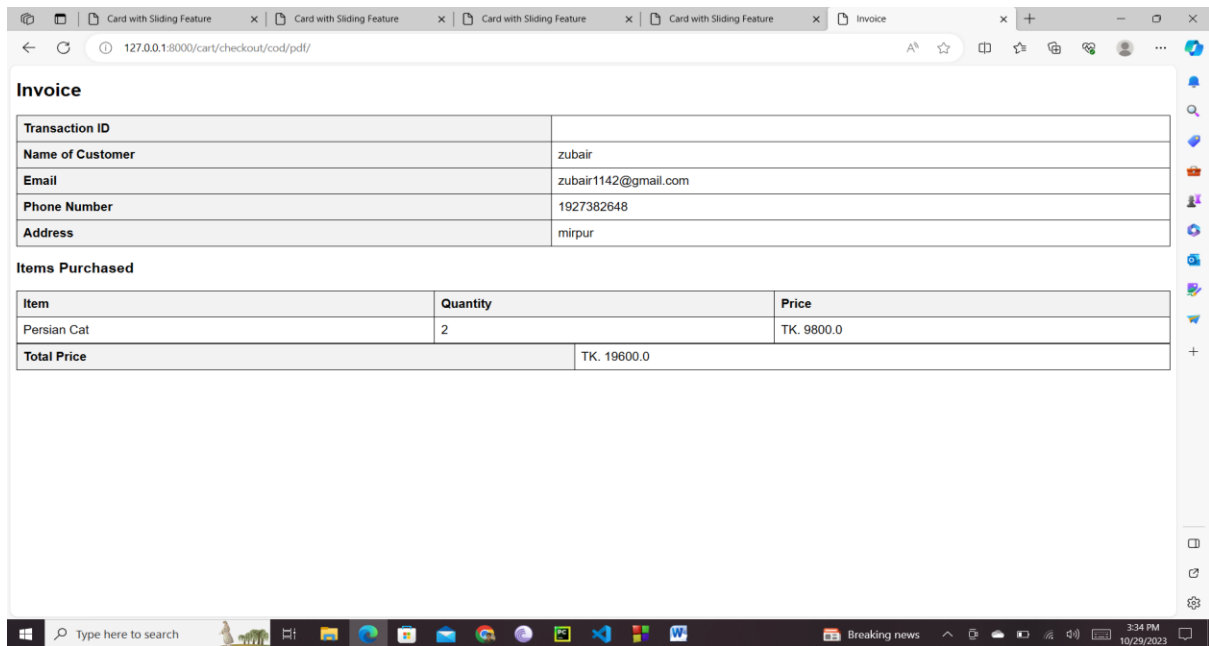 Card with Sliding Feature Card with Sliding Feature Card with Sliding Feature Card with Sliding Feature Invoice
127.0.0.1:8000/cart/checkout/cod/pdf/
Invoice
Transaction ID
Name of Customer zubair
Email zubair1142@gmail.com
Phone Number 1927382648
Address mirpur
Items Purchased
Item Quantity Price
Persian Cat 2 TK. 9800.0
Total Price TK. 19600.0
Type here to search Breaking news 3:34 PM
10/29/2023